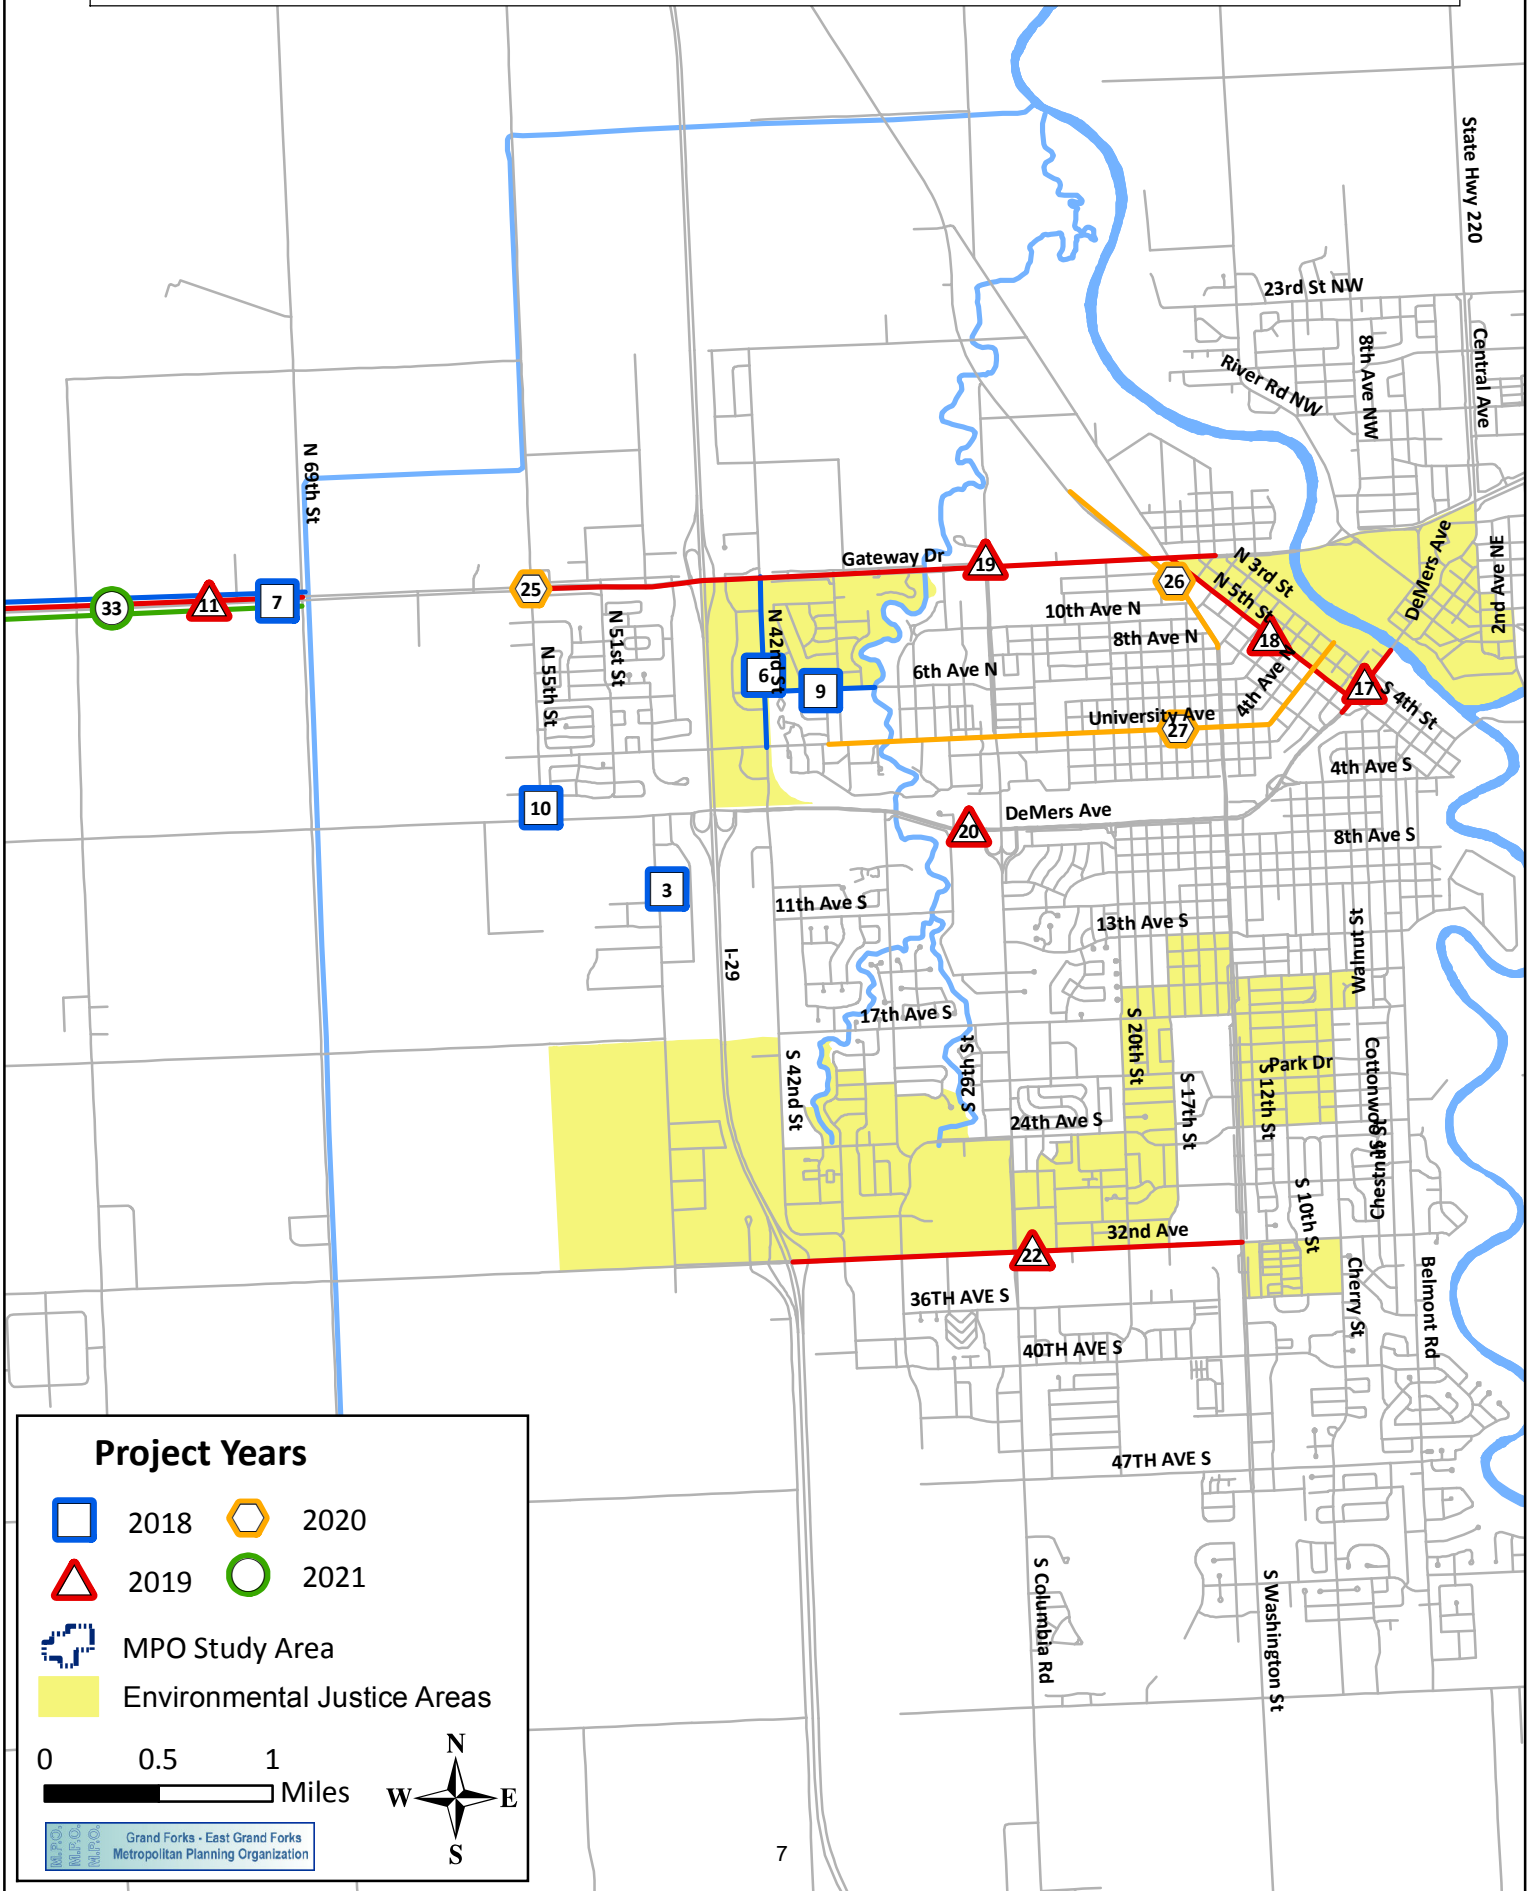 State Hwy 220
23rd St NW
8th Ave NW
Central Ave
River Rd NW
N 69th St
Gateway Dr
19
N 3rd St
DeMers Ave
2nd Ave NE
33
11
7
25
26
N 5th St
10th Ave N
8th Ave N
18
N 51st St
N 42nd St
N 55th St
6
9
6th Ave N
4th Ave N
17
S 4th St
University Ave
27
4th Ave S
10
DeMers Ave
20
8th Ave S
3
11th Ave S
13th Ave S
Walnut St
I-29
17th Ave S
S 20th St
S 29th St
S 42nd St
Park Dr
S 12th St
S 17th St
Cottonwood St
24th Ave S
Chestnut St
S 10th St
32nd Ave
22
Cherry St
Belmont Rd
36TH AVE S
40TH AVE S
47TH AVE S
S Columbia Rd
S Washington St
Project Years
2018
2020
2019
2021
MPO Study Area
Environmental Justice Areas
0 0.5 1
Miles
N
W E
S
M.P.O.
M.P.O.
M.P.O.
Grand Forks - East Grand Forks
Metropolitan Planning Organization
7